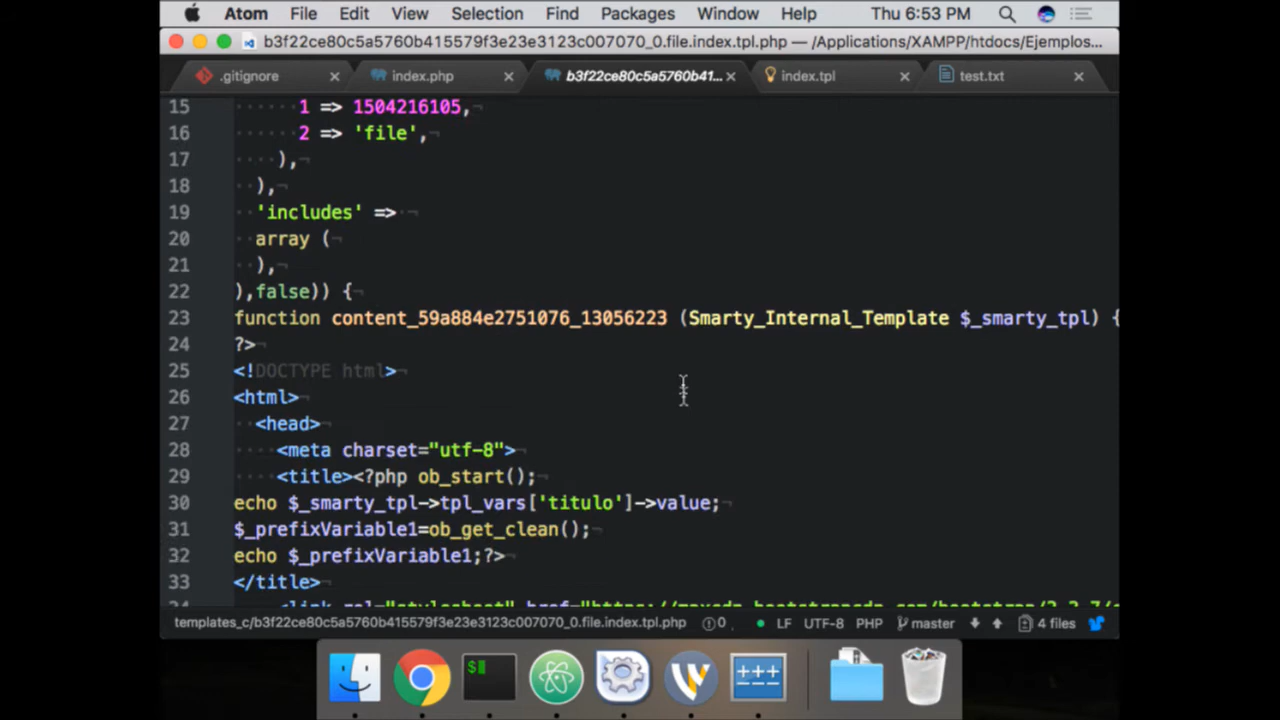 Atom File Edit View Selection Find Packages Window Help Thu 6:53 PM
b3f22ce80c5a5760b415579f3e23e3123c007070_0.file.index.tpl.php — /Applications/XAMPP/htdocs/Ejemplos...
.gitignore index.php b3f22ce80c5a5760b41... index.tpl test.txt
15 1 => 1504216105,
16 2 => 'file',
17 ),
18 ),
19 'includes' =>
20 array (
21 ),
22 ),false)) {
23 function content_59a884e2751076_13056223 (Smarty_Internal_Template $_smarty_tpl) {
24 ?>
25 <!DOCTYPE html>
26 <html>
27 <head>
28 <meta charset="utf-8">
29 <title><?php ob_start();
30 echo $_smarty_tpl->tpl_vars['titulo']->value;
31 $_prefixVariable1=ob_get_clean();
32 echo $_prefixVariable1;?>
33 </title>
templates_c/b3f22ce80c5a5760b415579f3e23e3123c007070_0.file.index.tpl.php 0 LF UTF-8 PHP master 4 files
$
+++